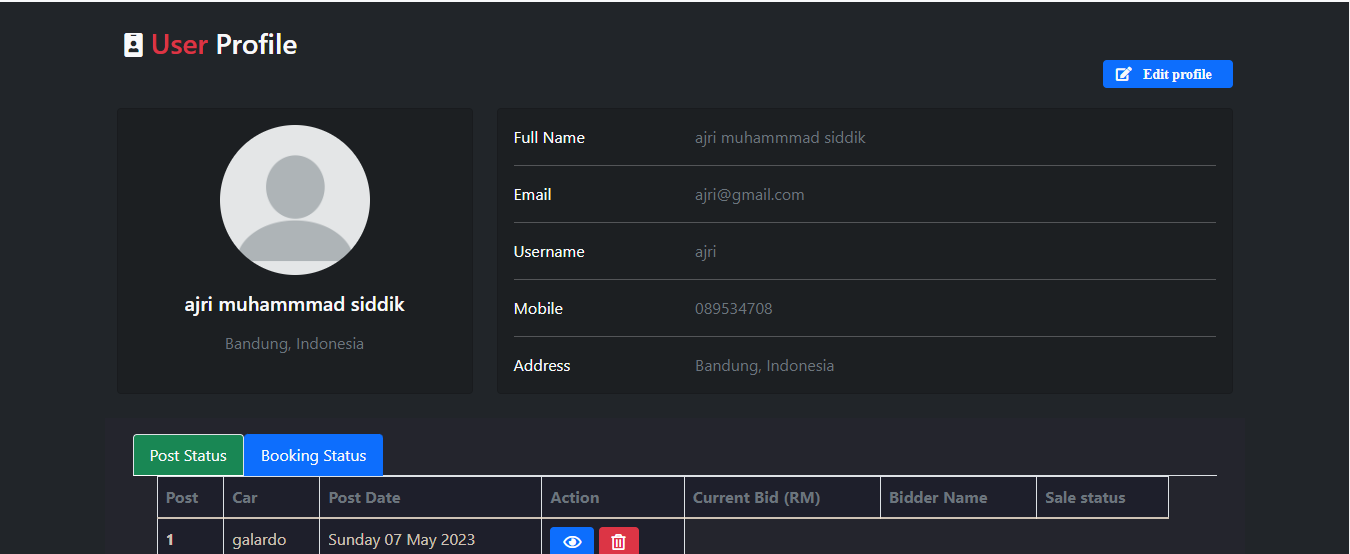 User Profile
Edit profile
ajri muhammmad siddik
Bandung, Indonesia
Full Name ajri muhammmad siddik
Email ajri@gmail.com
Username ajri
Mobile 089534708
Address Bandung, Indonesia
Post Status Booking Status
Post Car Post Date Action Current Bid (RM) Bidder Name Sale status
1 galardo Sunday 07 May 2023